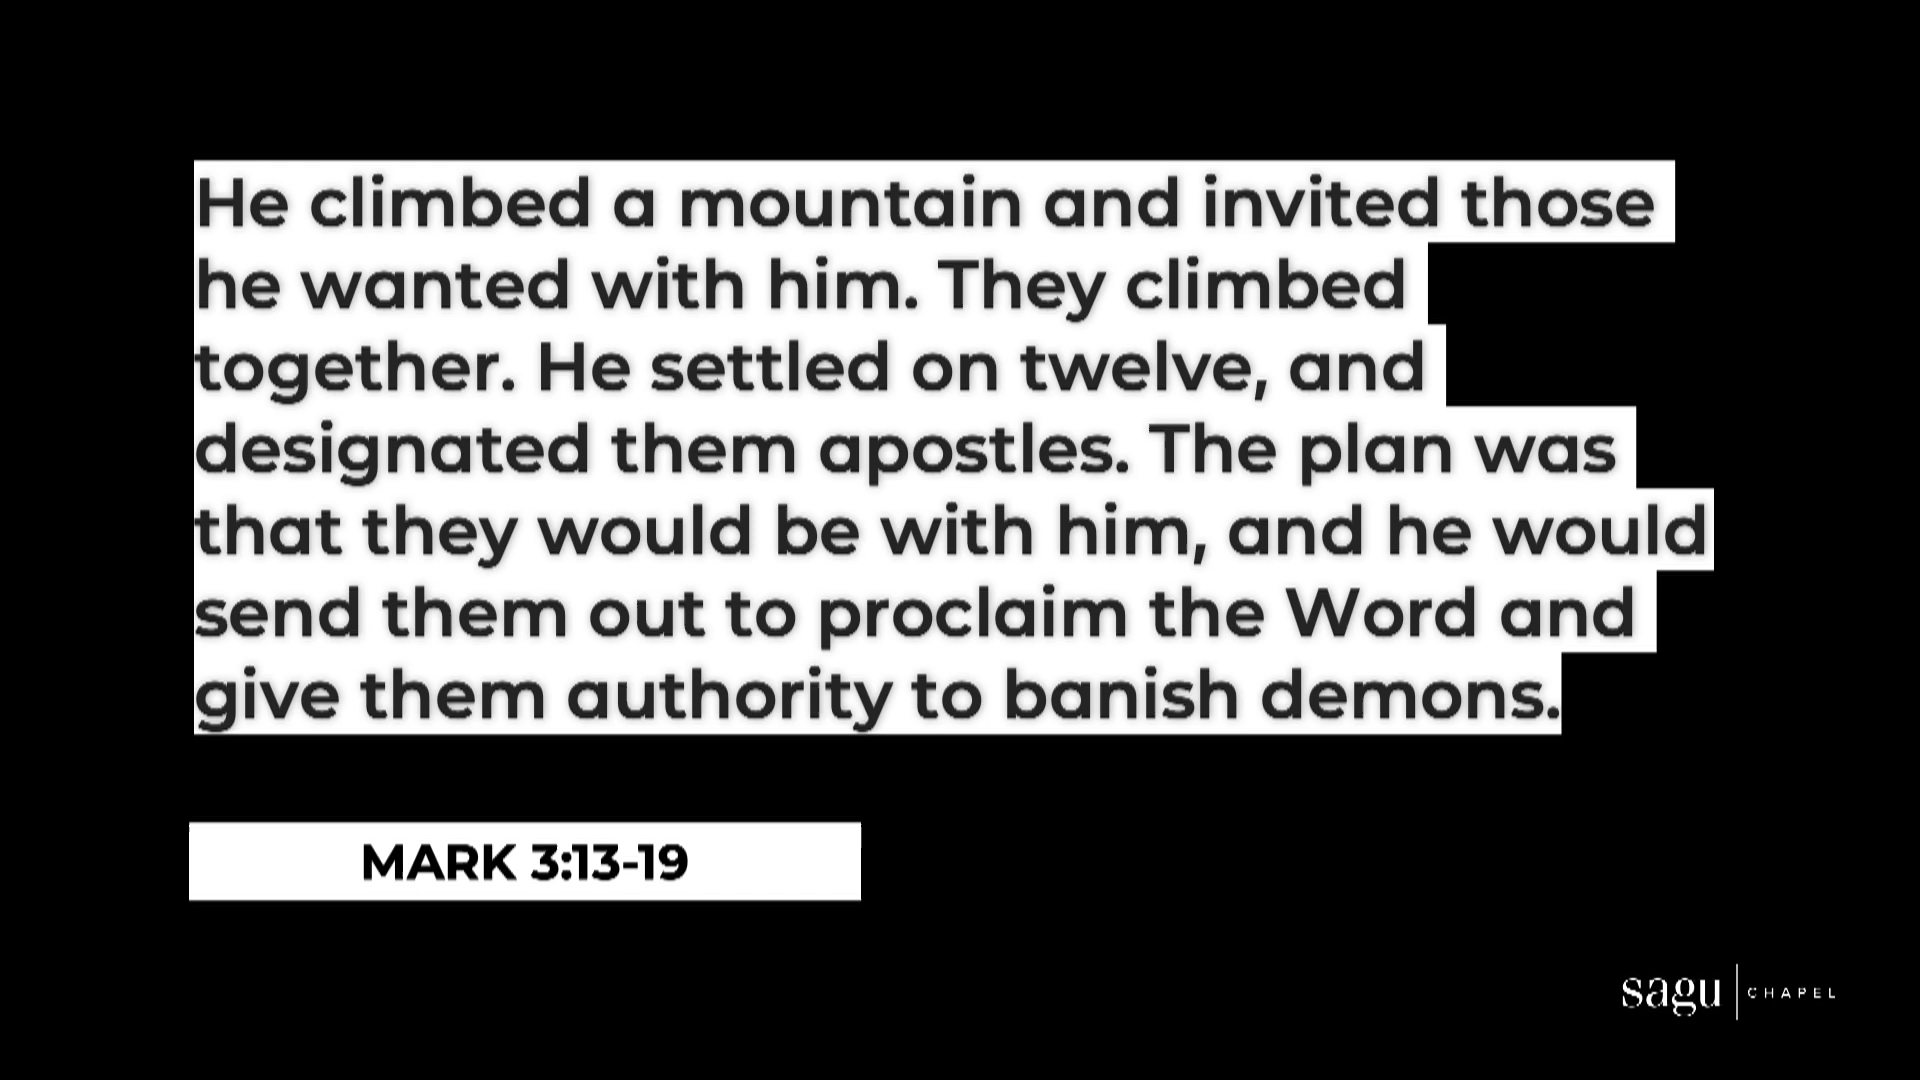 He climbed a mountain and invited those
he wanted with him. They climbed
together. He settled on twelve, and
designated them apostles. The plan was
that they would be with him, and he would
send them out to proclaim the Word and
give them authority to banish demons.
MARK 3:13-19
sagu CHAPEL